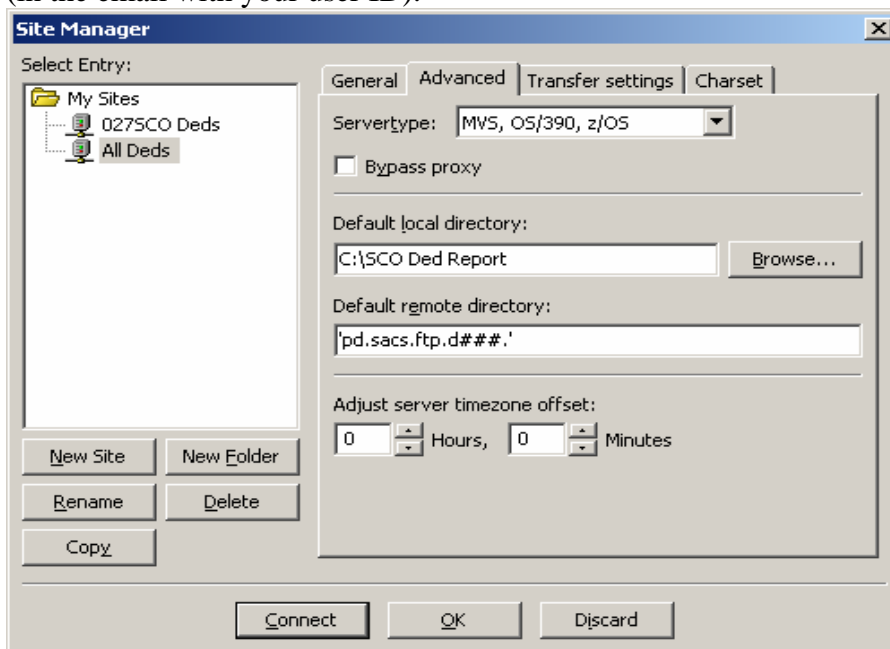 (in the email with your user ID):
Site Manager
Select Entry:
My Sites
027SCO Deds
All Deds
New Site
New Folder
Rename
Delete
Copy
General
Advanced
Transfer settings
Charset
Servertype:
MVS, OS/390, z/OS
Bypass proxy
Default local directory:
C:\SCO Ded Report
Browse...
Default remote directory:
'pd.sacs.ftp.d###.'
Adjust server timezone offset:
0 Hours, 0 Minutes
Connect
OK
Discard